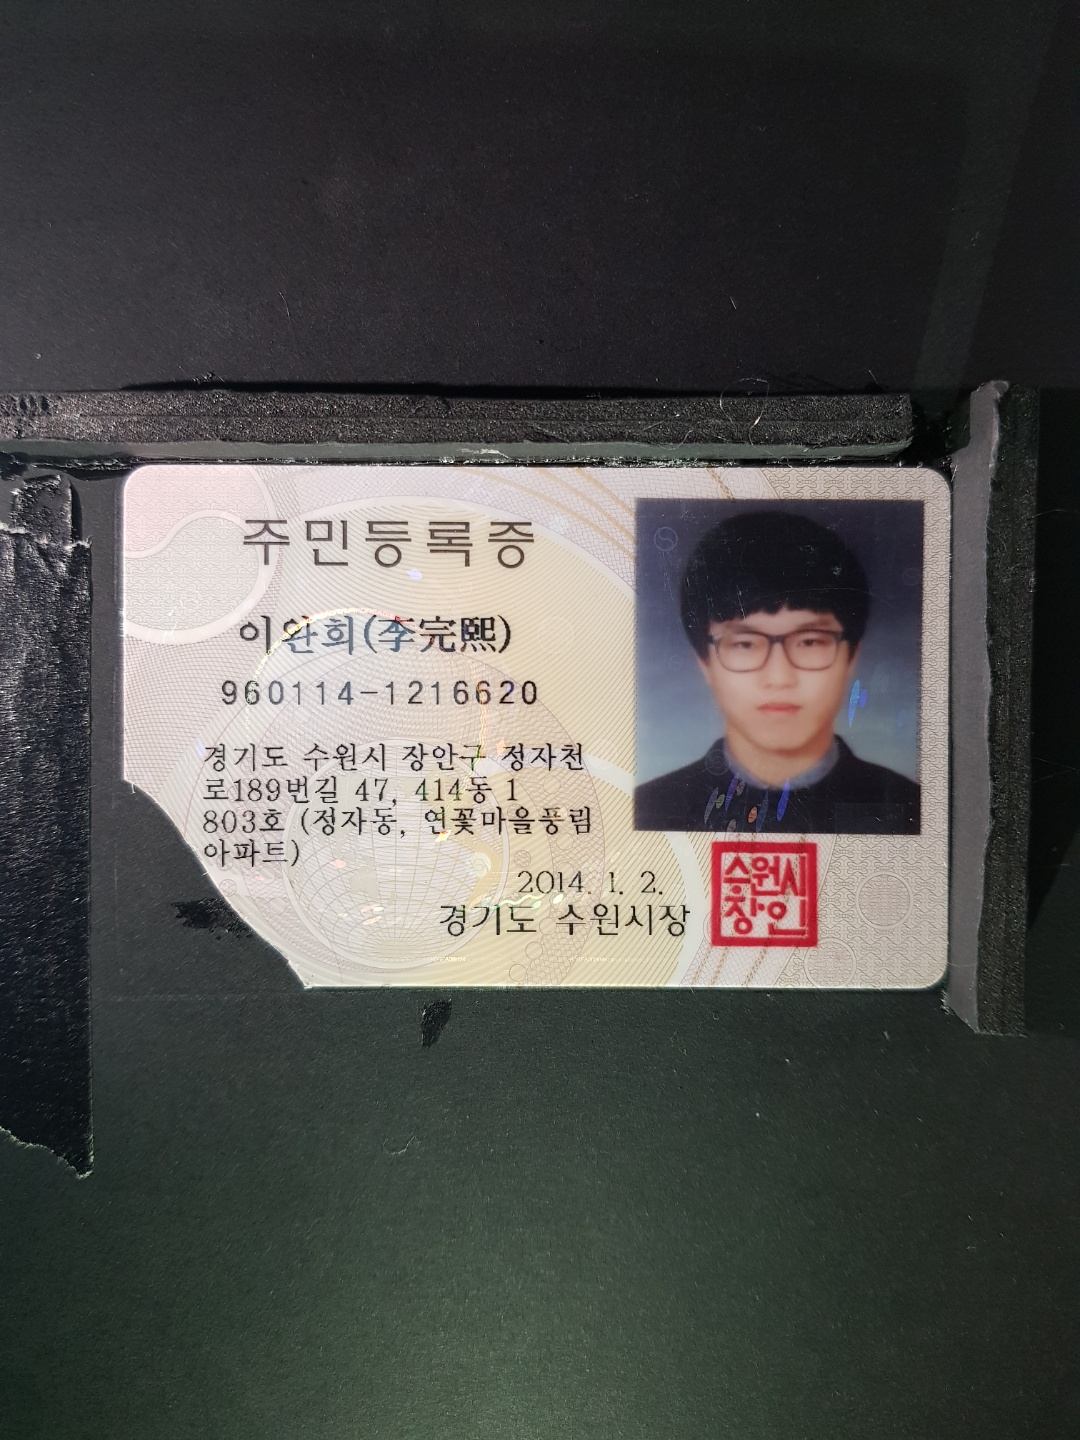 주민등록증
이완희(李完熙)
960114-1216620
경기도 수원시 장안구 정자천
로189번길 47, 414동 1
803호 (정자동, 연꽃마을풍림
아파트)
2014. 1. 2.
경기도 수원시장
수원시
장인